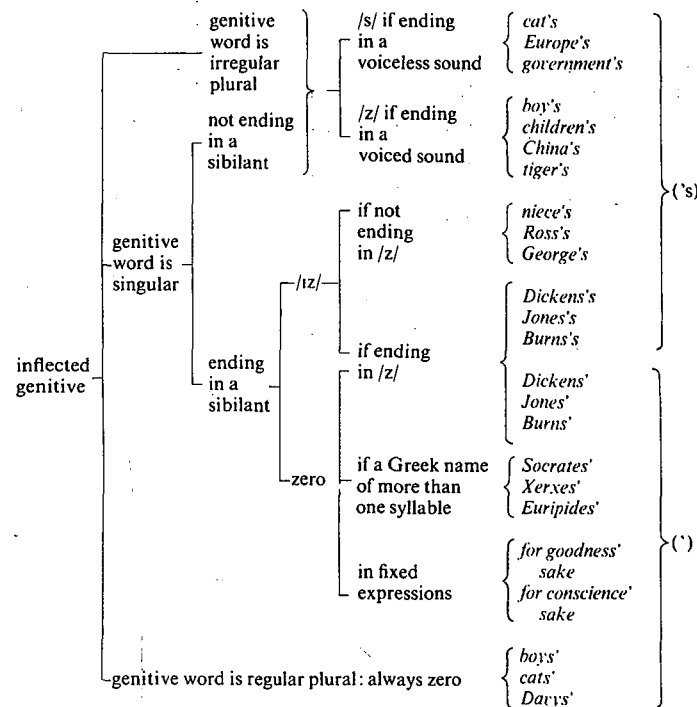 genitive
word is
irregular
plural
/s/ if ending
in a
voiceless sound
cat's
Europe's
government's
not ending
in a
sibilant
/z/ if ending
in a
voiced sound
boy's
children's
China's
tiger's
('s)
genitive
word is
singular
if not
ending
in /z/
niece's
Ross's
George's
/ɪz/
Dickens's
Jones's
Burns's
inflected
genitive
ending
in a
sibilant
if ending
in /z/
Dickens'
Jones'
Burns'
zero
if a Greek name
of more than
one syllable
Socrates'
Xerxes'
Euripides'
(')
in fixed
expressions
for goodness'
sake
for conscience'
sake
genitive word is regular plural: always zero
boys'
cats'
Davys'